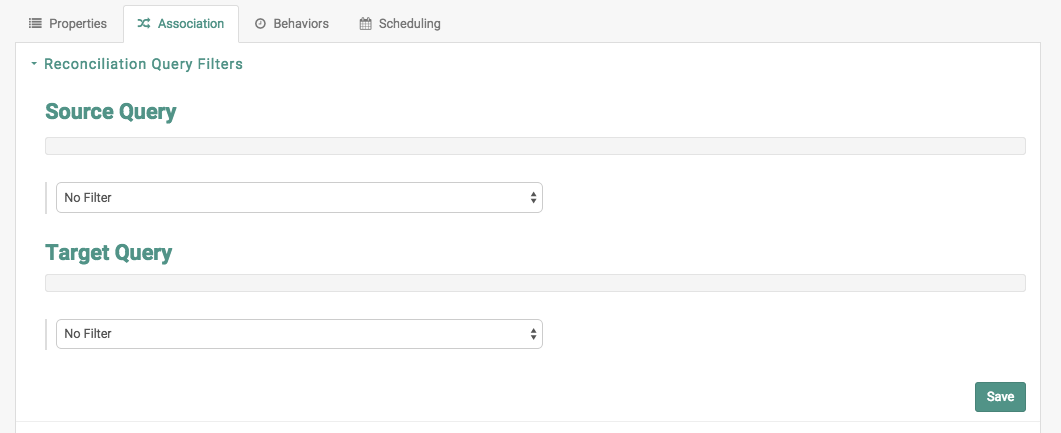 Properties Association Behaviors Scheduling
Reconciliation Query Filters
Source Query
No Filter
Target Query
No Filter
Save